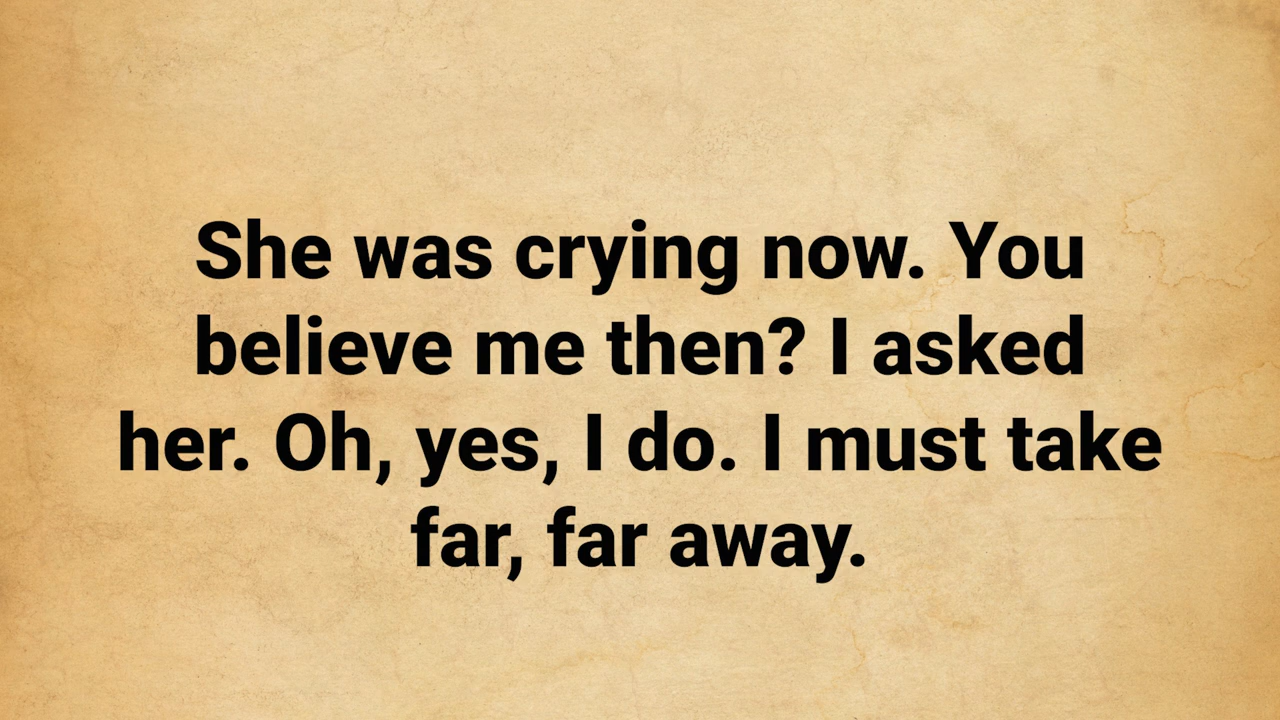 She was crying now. You
believe me then? I asked
her. Oh, yes, I do. I must take
far, far away.